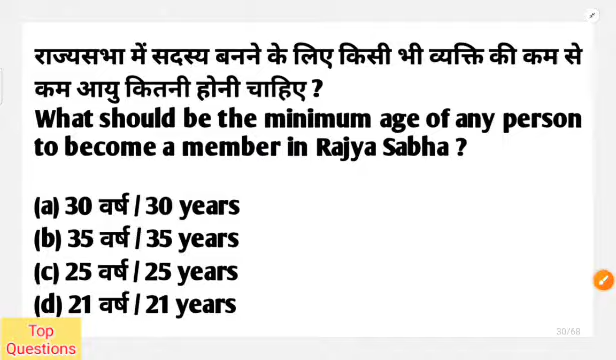 राज्यसभा में सदस्य बनने के लिए किसी भी व्यक्ति की कम से
कम आयु कितनी होनी चाहिए ?
What should be the minimum age of any person
to become a member in Rajya Sabha ?
(a) 30 वर्ष / 30 years
(b) 35 वर्ष / 35 years
(c) 25 वर्ष / 25 years
(d) 21 वर्ष / 21 years
30/68
Top
Questions